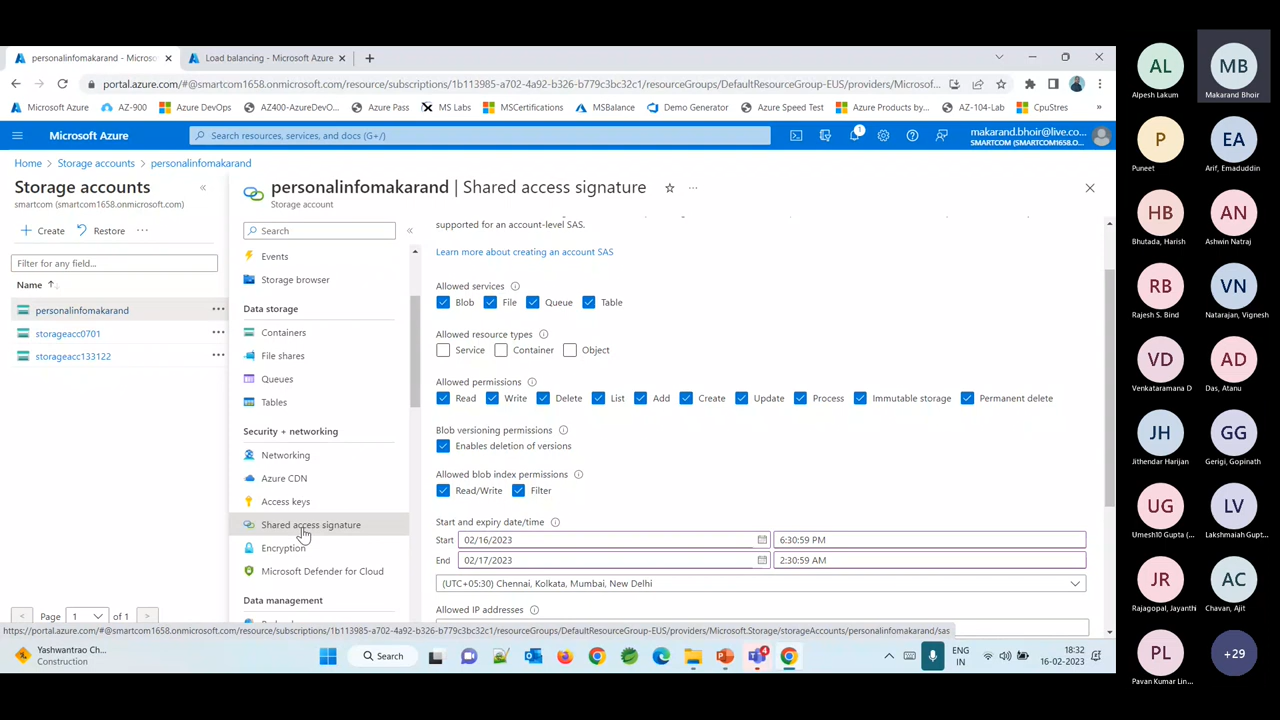 personalinfomakarand - Microsoft
Load balancing - Microsoft Azure
portal.azure.com/#@smartcom1658.onmicrosoft.com/resource/subscriptions/1b113985-a702-4a92-b326-b779c3bc32c1/resourceGroups/DefaultResourceGroup-EUS/providers/Microsof...
Microsoft Azure
AZ-900
Azure DevOps
AZ400-AzureDevO...
Azure Pass
MS Labs
MSCertifications
MSBalance
Demo Generator
Azure Speed Test
Azure Products by...
AZ-104-Lab
CpuStres
»
Microsoft Azure
Search resources, services, and docs (G+/)
1
makarand.bhoir@live.co...
SMARTCOM (SMARTCOM1658.O...
Home > Storage accounts > personalinfomakarand
Storage accounts
smartcom (smartcom1658.onmicrosoft.com)
Create
Restore
...
Filter for any field...
Name ↑↓
personalinfomakarand ...
storageacc0701 ...
storageacc133122 ...
< Page 1 of 1 >
personalinfomakarand | Shared access signature
Storage account
Search
Events
Storage browser
Data storage
Containers
File shares
Queues
Tables
Security + networking
Networking
Azure CDN
Access keys
Shared access signature
Encryption
Microsoft Defender for Cloud
Data management
supported for an account-level SAS.
Learn more about creating an account SAS
Allowed services
Blob File Queue Table
Allowed resource types
Service Container Object
Allowed permissions
Read Write Delete List Add Create Update Process Immutable storage Permanent delete
Blob versioning permissions
Enables deletion of versions
Allowed blob index permissions
Read/Write Filter
Start and expiry date/time
Start 02/16/2023 6:30:59 PM
End 02/17/2023 2:30:59 AM
(UTC+05:30) Chennai, Kolkata, Mumbai, New Delhi
Allowed IP addresses
https://portal.azure.com/#@smartcom1658.onmicrosoft.com/resource/subscriptions/1b113985-a702-4a92-b326-b779c3bc32c1/resourceGroups/DefaultResourceGroup-EUS/providers/Microsoft.Storage/storageAccounts/personalinfomakarand/sas
Yashwantrao Ch...
Construction
Search
4
ENG
IN
18:32
16-02-2023
AL
Alpesh Lakum
MB
Makarand Bhoir
P
Puneet
EA
Arif, Emaduddin
HB
Bhutada, Harish
AN
Ashwin Natraj
RB
Rajesh S. Bind
VN
Natarajan, Vignesh
VD
Venkataramana D
AD
Das, Atanu
JH
Jithendar Harijan
GG
Gerigi, Gopinath
UG
Umesh10 Gupta (...
LV
Lakshmaiah Gupt...
JR
Rajagopal, Jayanthi
AC
Chavan, Ajit
PL
Pavan Kumar Lin...
+29